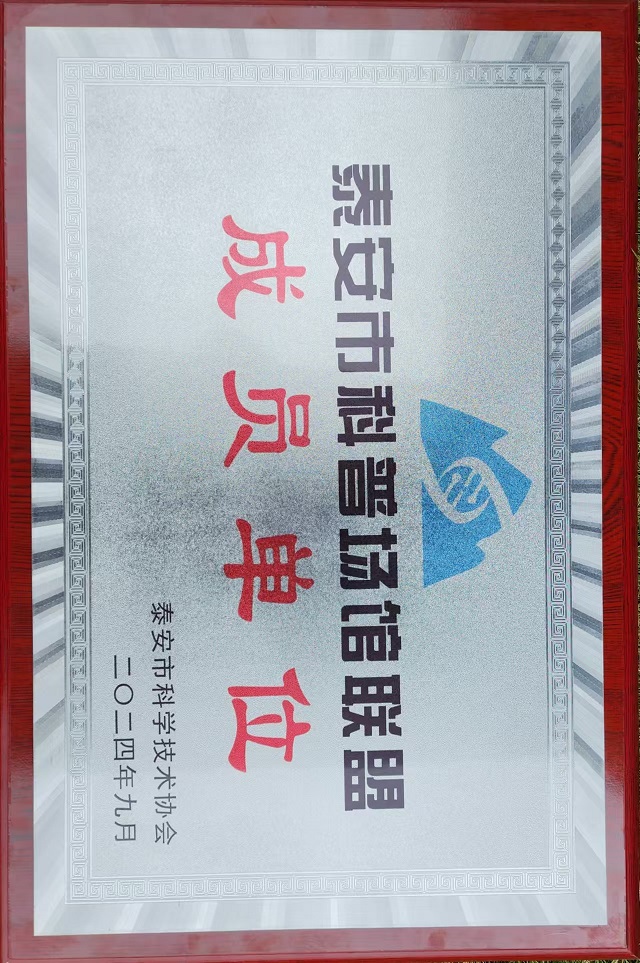 泰安市科普场馆联盟
成员单位
泰安市科学技术协会
二〇二四年九月